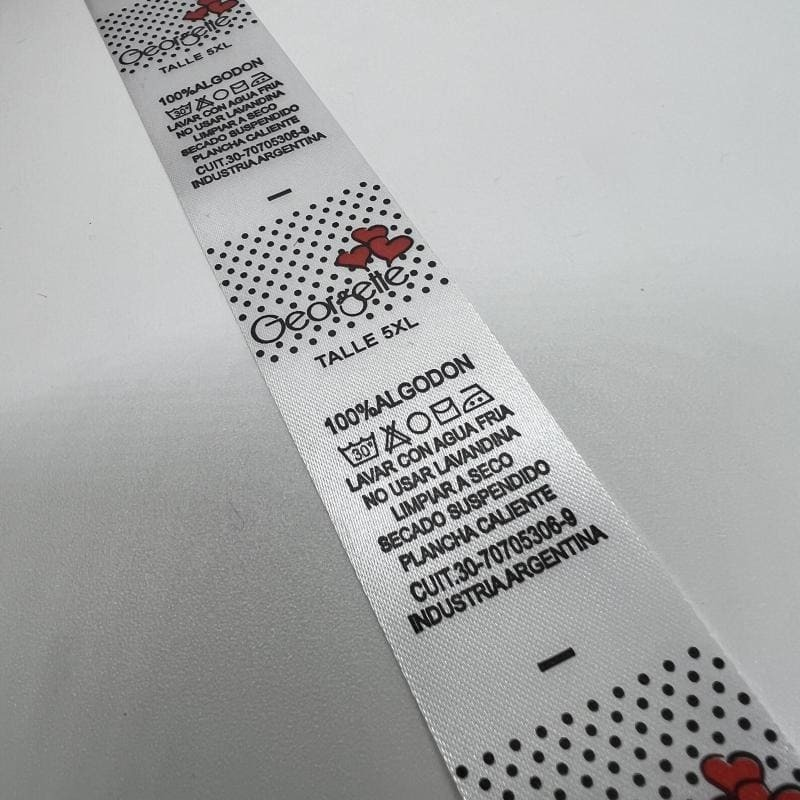 Georgette
TALLE 5XL
100%ALGODON
30°
LAVAR CON AGUA FRIA
NO USAR LAVANDINA
LIMPIAR A SECO
SECADO SUSPENDIDO
PLANCHA CALIENTE
CUIT.30-70705306-9
INDUSTRIA ARGENTINA
Georgette
TALLE 5XL
100%ALGODON
30°
LAVAR CON AGUA FRIA
NO USAR LAVANDINA
LIMPIAR A SECO
SECADO SUSPENDIDO
PLANCHA CALIENTE
CUIT.30-70705306-9
INDUSTRIA ARGENTINA